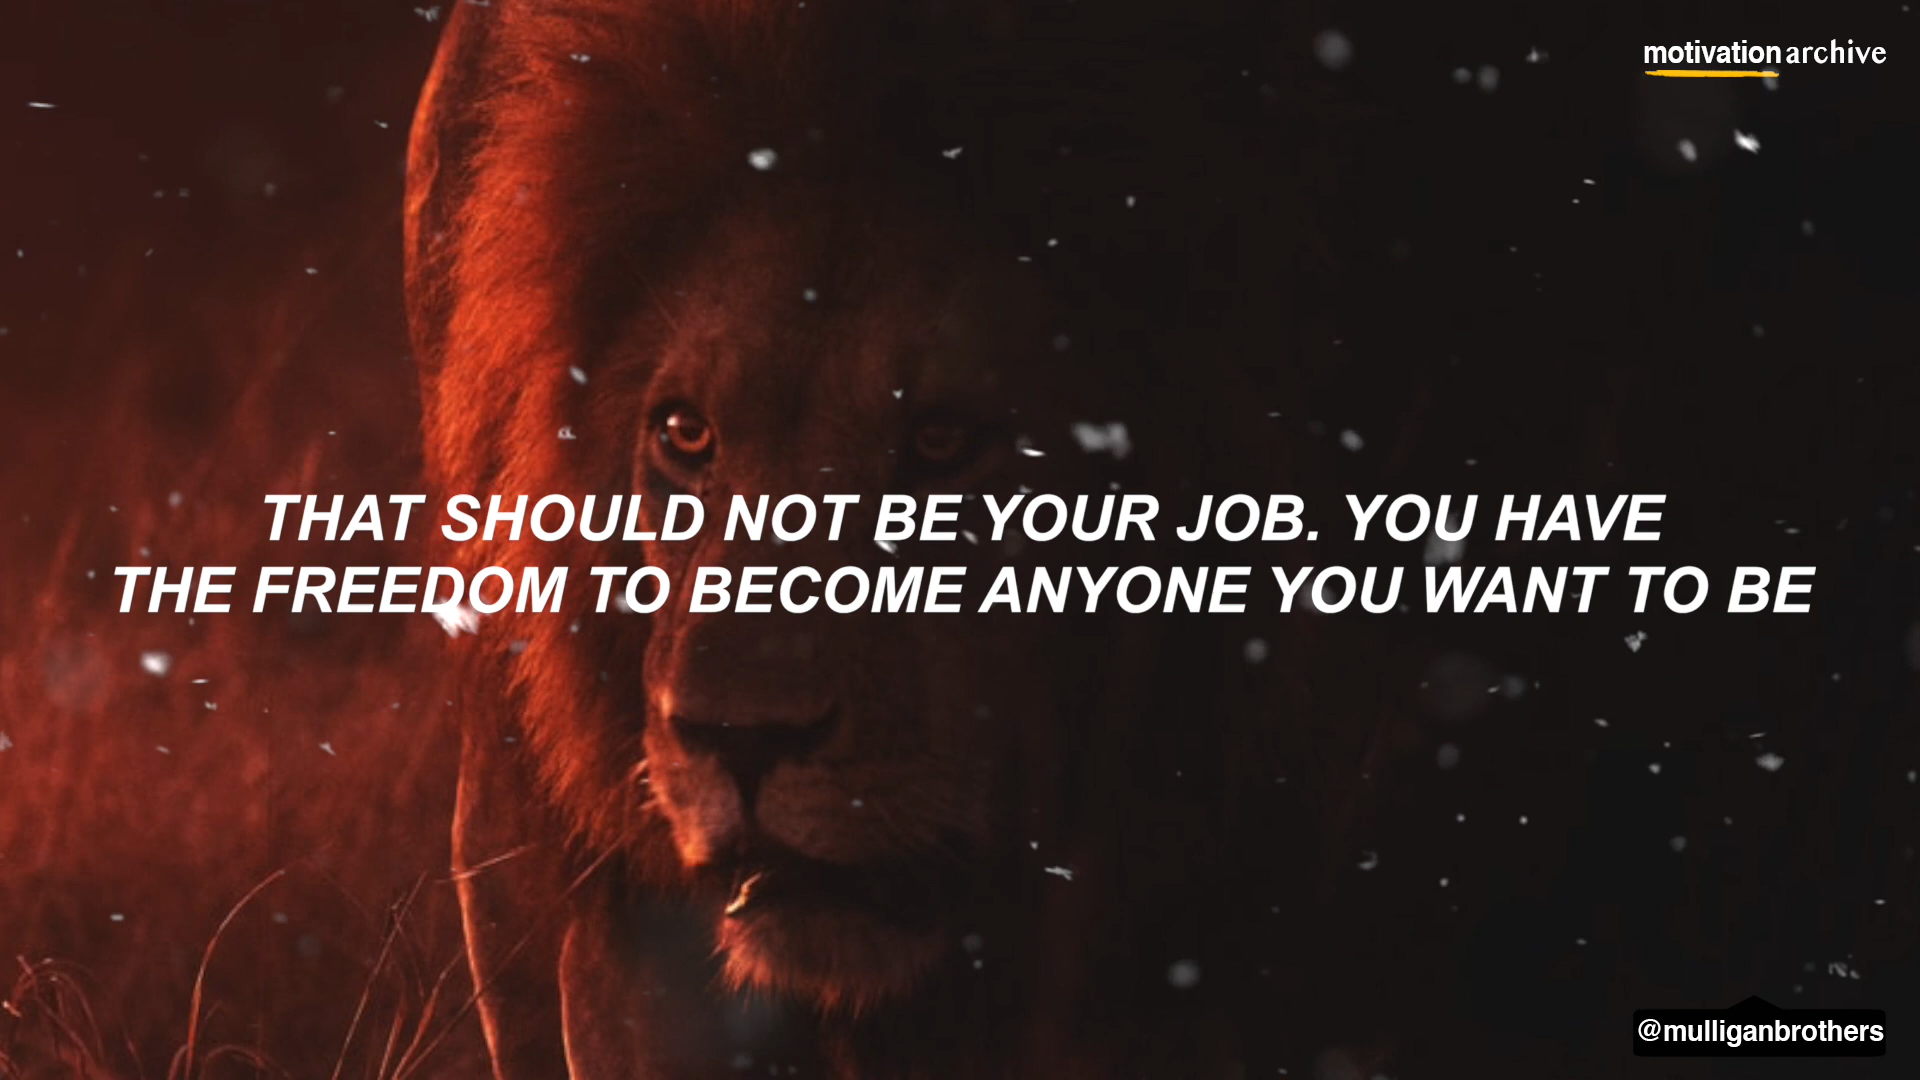 motivationarchive
THAT SHOULD NOT BE YOUR JOB. YOU HAVE
THE FREEDOM TO BECOME ANYONE YOU WANT TO BE
@mulliganbrothers